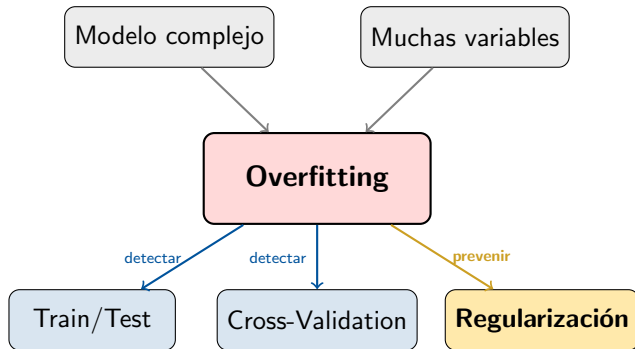 Modelo complejo
Muchas variables
Overfitting
detectar
detectar
prevenir
Train/Test
Cross-Validation
Regularización